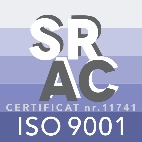 SR
AC
CERTIFICAT nr.11741
ISO 9001